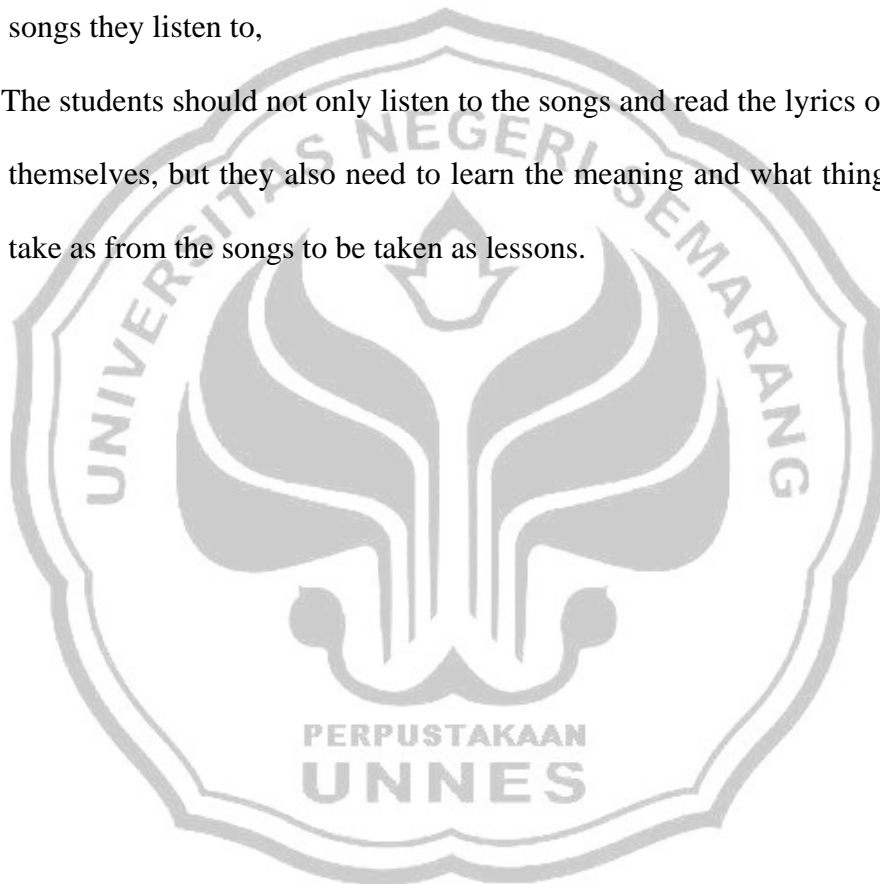 songs they listen to,
The students should not only listen to the songs and read the lyrics
themselves, but they also need to learn the meaning and what thing
take as from the songs to be taken as lessons.
UNIVERSITAS NEGERI SEMARANG
PERPUSTAKAAN
UNNES